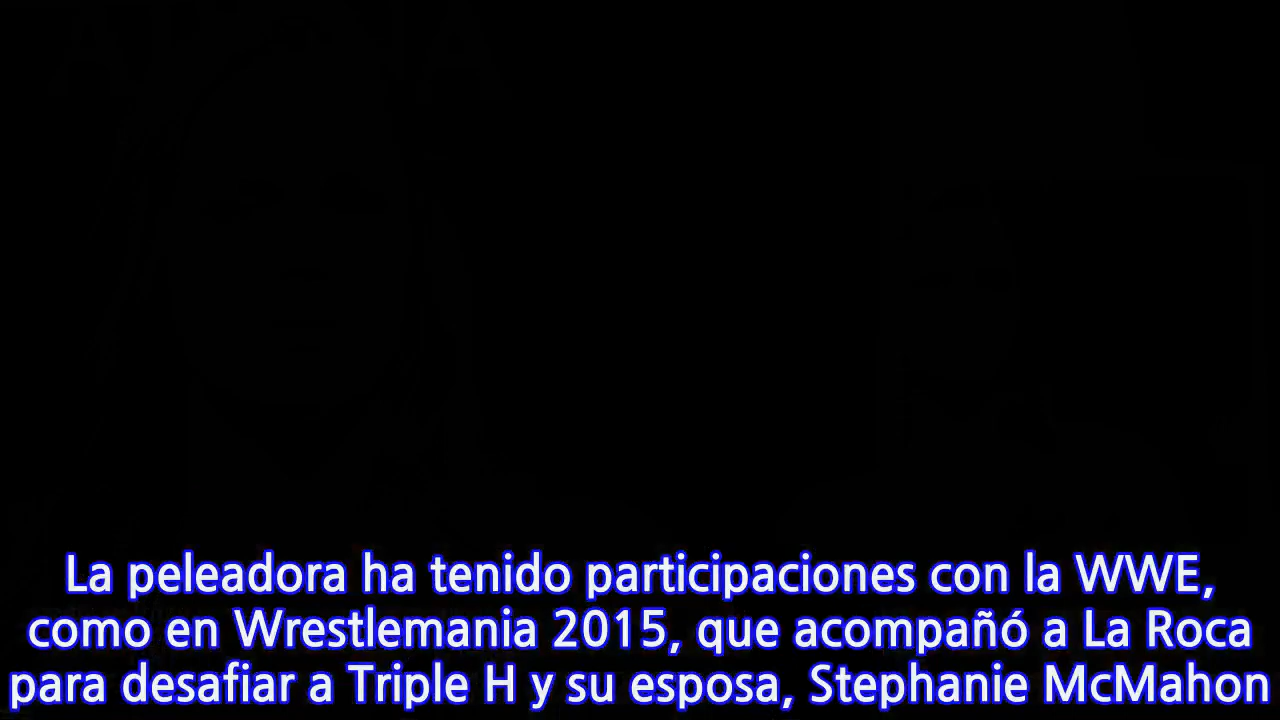 La peleadora ha tenido participaciones con la WWE,
como en Wrestlemania 2015, que acompañó a La Roca
para desafiar a Triple H y su esposa, Stephanie McMahon